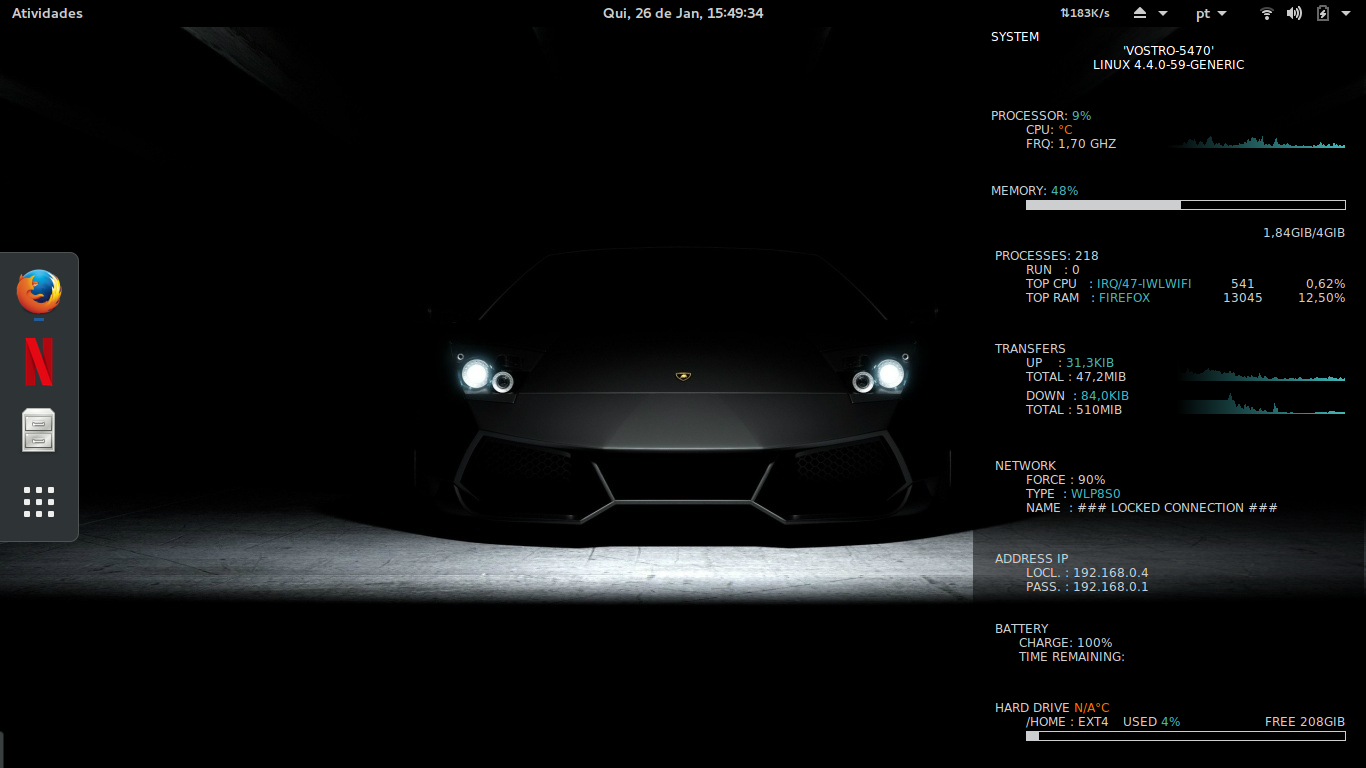 Atividades
Qui, 26 de Jan, 15:49:34
⇅183K/s
pt
SYSTEM
'VOSTRO-5470'
LINUX 4.4.0-59-GENERIC
PROCESSOR: 9%
CPU: °C
FRQ: 1,70 GHZ
MEMORY: 48%
1,84GIB/4GIB
PROCESSES: 218
RUN : 0
TOP CPU : IRQ/47-IWLWIFI 541 0,62%
TOP RAM : FIREFOX 13045 12,50%
TRANSFERS
UP : 31,3KIB
TOTAL : 47,2MIB
DOWN : 84,0KIB
TOTAL : 510MIB
NETWORK
FORCE : 90%
TYPE : WLP8S0
NAME : ### LOCKED CONNECTION ###
ADDRESS IP
LOCL. : 192.168.0.4
PASS. : 192.168.0.1
BATTERY
CHARGE: 100%
TIME REMAINING:
HARD DRIVE N/A°C
/HOME : EXT4 USED 4% FREE 208GIB